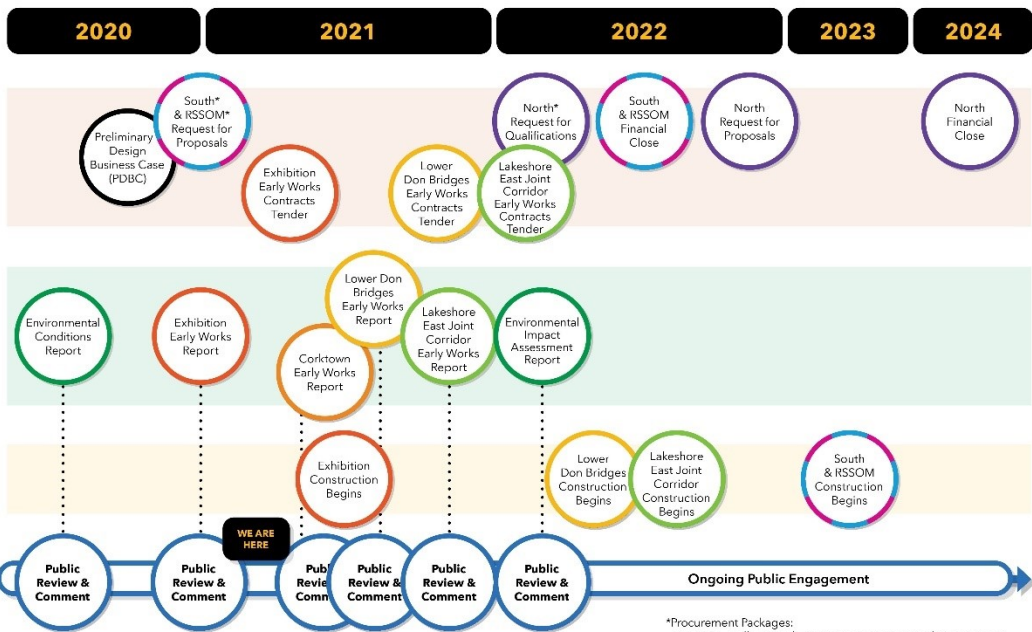 2020
2021
2022
2023
2024
Preliminary
Design
Business Case
(PDBC)
South*
& RSSOM*
Request for
Proposals
Exhibition
Early Works
Contracts
Tender
Lower
Don Bridges
Early Works
Contracts
Tender
North*
Request for
Qualifications
Lakeshore
East Joint
Corridor
Early Works
Contracts
Tender
South
& RSSOM
Financial
Close
North
Request for
Proposals
North
Financial
Close
Environmental
Conditions
Report
Exhibition
Early Works
Report
Corktown
Early Works
Report
Lower Don
Bridges
Early Works
Report
Lakeshore
East Joint
Corridor
Early Works
Report
Environmental
Impact
Assessment
Report
Exhibition
Construction
Begins
Lower
Don Bridges
Construction
Begins
Lakeshore
East Joint
Corridor
Construction
Begins
South
& RSSOM
Construction
Begins
WE ARE
HERE
Public
Review &
Comment
Public
Review &
Comment
Public
Review &
Comment
Public
Review &
Comment
Public
Review &
Comment
Ongoing Public Engagement
*Procurement Packages: